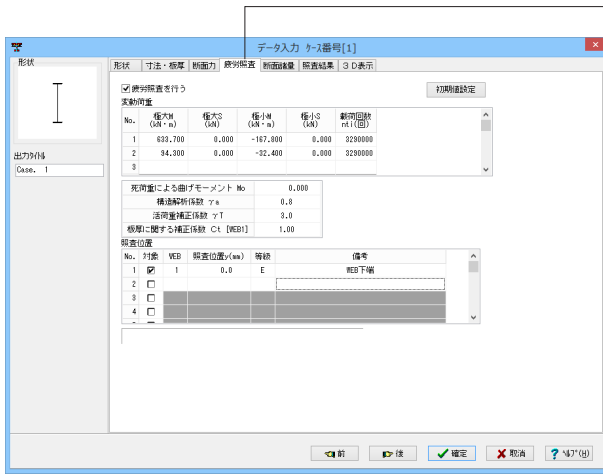 データ入力 ケース番号[1]
形状
出力タイトル
Case. 1
形状 寸法・板厚 断面力 疲労照査 断面諸量 照査結果 3D表示
疲労照査を行う
初期値設定
変動荷重
No. 極大M (kN・m) 極大S (kN) 極小M (kN・m) 極小S (kN) 載荷回数 nti(回)
1 633.700 0.000 -167.800 0.000 3290000
2 94.300 0.000 -32.400 0.000 3290000
3
死荷重による曲げモーメント Mo 0.000
構造解析係数 γa 0.8
活荷重補正係数 γT 3.0
板厚に関する補正係数 Ct [WEB1] 1.00
照査位置
No. 対象 WEB 照査位置y(mm) 等級 備考
1 1 0.0 E WEB下端
2
3
4
前 後 確定 取消 ヘルプ(H)